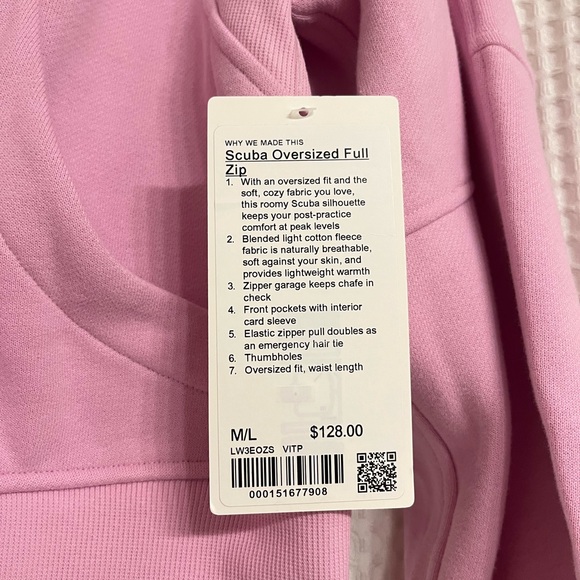 WHY WE MADE THIS
Scuba Oversized Full
Zip
1. With an oversized fit and the
soft, cozy fabric you love,
this roomy Scuba silhouette
keeps your post-practice
comfort at peak levels
2. Blended light cotton fleece
fabric is naturally breathable,
soft against your skin, and
provides lightweight warmth
3. Zipper garage keeps chafe in
check
4. Front pockets with interior
card sleeve
5. Elastic zipper pull doubles as
an emergency hair tie
6. Thumbholes
7. Oversized fit, waist length
M/L $128.00
LW3EOZS VITP
000151677908